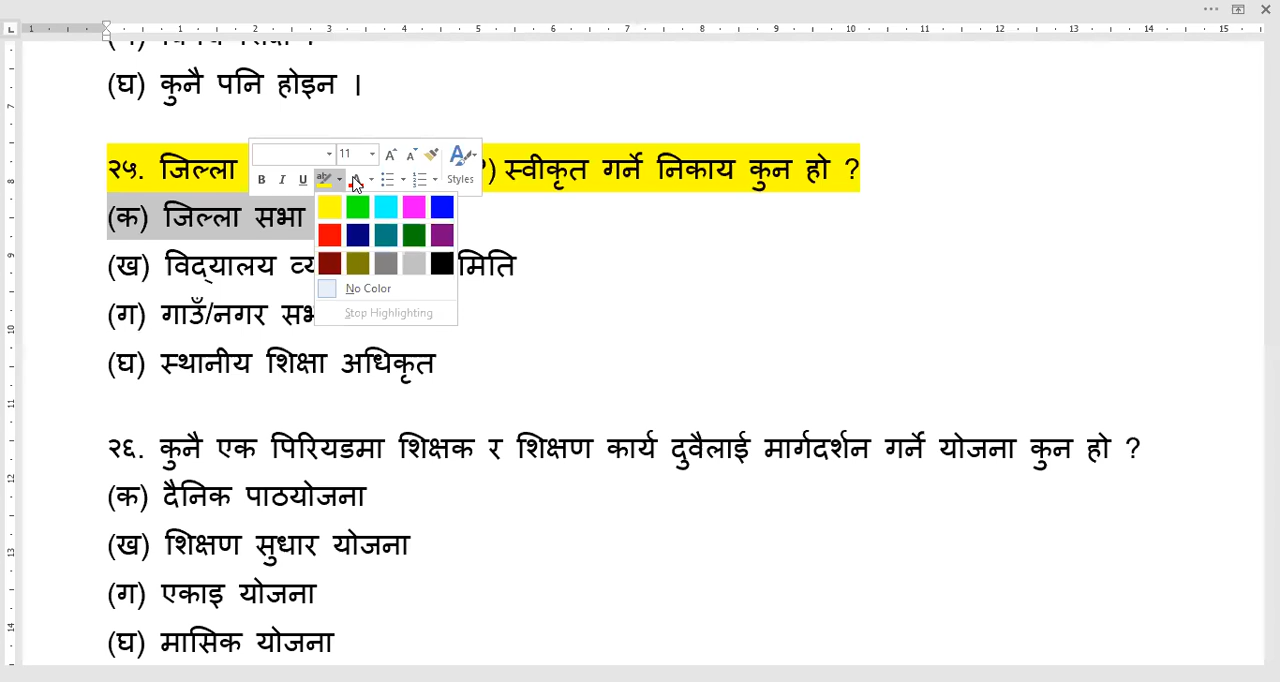 (घ) कुनै पनि होइन ।
२५. जिल्ला ) स्वीकृत गर्ने निकाय कुन हो ?
11
B I U ab A Styles
(क) जिल्ला सभा
(ख) विद्यालय मिति
(ग) गाउँ/नगर
No Color
Stop Highlighting
(घ) स्थानीय शिक्षा अधिकृत
२६. कुनै एक पिरियडमा शिक्षक र शिक्षण कार्य दुवैलाई मार्गदर्शन गर्ने योजना कुन हो ?
(क) दैनिक पाठयोजना
(ख) शिक्षण सुधार योजना
(ग) एकाइ योजना
(घ) मासिक योजना